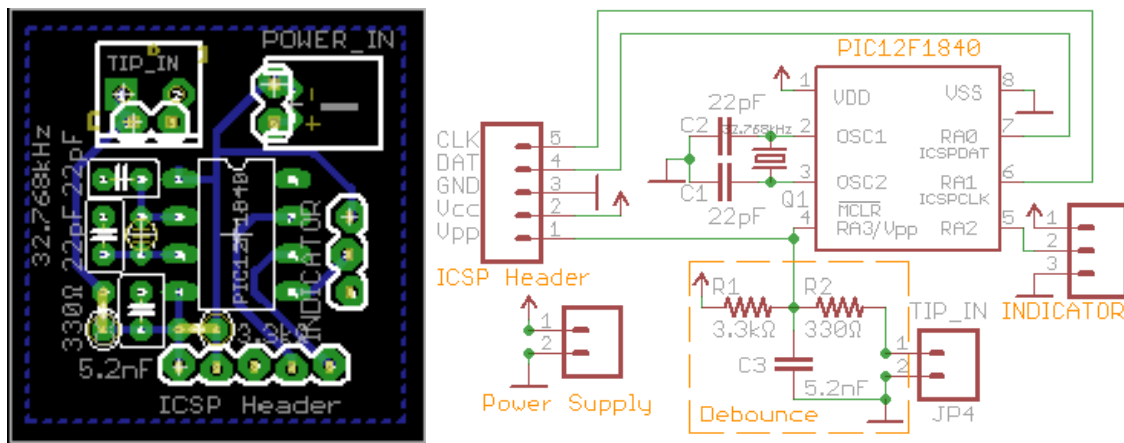 POWER_IN
TIP_IN
-
+
32.768kHz
22pF
22pF
PIC12F1840
INDICATOR
330Ω
3.3kΩ
5.2nF
ICSP Header
PIC12F1840
CLK
DAT
GND
Vcc
Vpp
5
4
3
2
1
ICSP Header
22pF
C2
32.768kHz
C1
22pF
Q1
1
2
3
4
VDD
OSC1
OSC2
MCLR
RA3/Vpp
VSS
RA0
ICSPDAT
RA1
ICSPCLK
RA2
8
7
6
5
1
2
3
INDICATOR
R1
3.3kΩ
R2
330Ω
C3
5.2nF
Debounce
TIP_IN
1
2
JP4
1
2
Power Supply